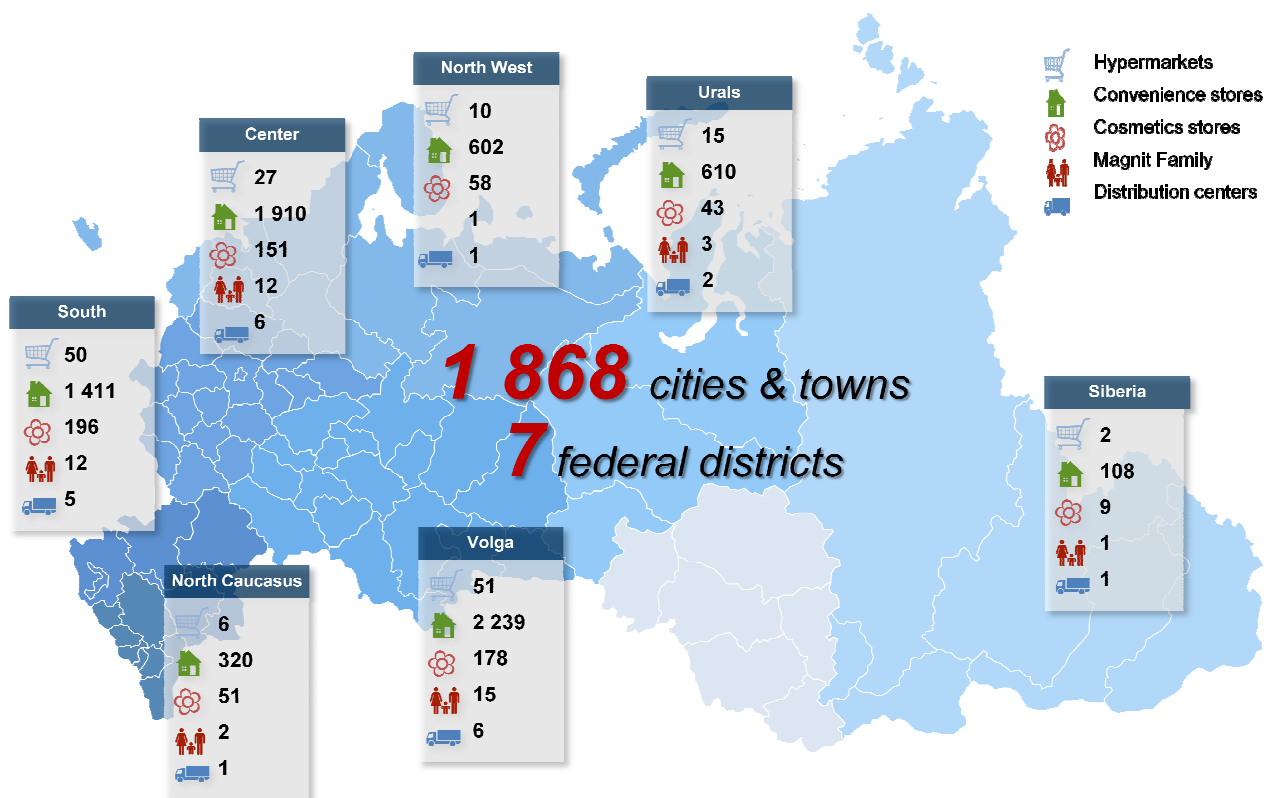 North West
10
602
58
1
1
Urals
15
610
43
3
2
Hypermarkets
Convenience stores
Cosmetics stores
Magnit Family
Distribution centers
Center
27
1 910
151
12
6
South
50
1 411
196
12
5
1 868 cities & towns
7 federal districts
Siberia
2
108
9
1
1
North Caucasus
6
320
51
2
1
Volga
51
2 239
178
15
6